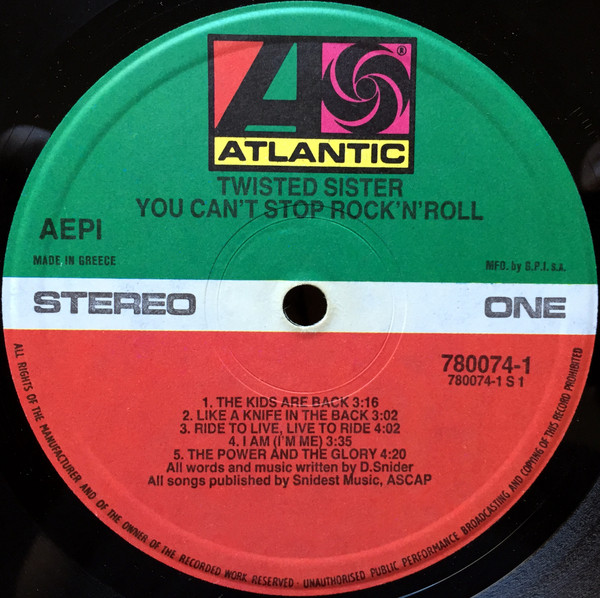 ®
ATLANTIC
TWISTED SISTER
YOU CAN'T STOP ROCK'N'ROLL
AEPI
MADE IN GREECE
MFD. by G.P.I. s.a.
STEREO
ONE
780074-1
780074-1 S 1
1. THE KIDS ARE BACK 3:16
2. LIKE A KNIFE IN THE BACK 3:02
3. RIDE TO LIVE, LIVE TO RIDE 4:02
4. I AM (I'M ME) 3:35
5. THE POWER AND THE GLORY 4:20
All words and music written by D.Snider
All songs published by Snidest Music, ASCAP
ALL RIGHTS OF THE MANUFACTURER AND OF THE OWNER OF THE RECORDED WORK RESERVED · UNAUTHORISED PUBLIC PERFORMANCE BROADCASTING AND COPYING OF THIS RECORD PROHIBITED